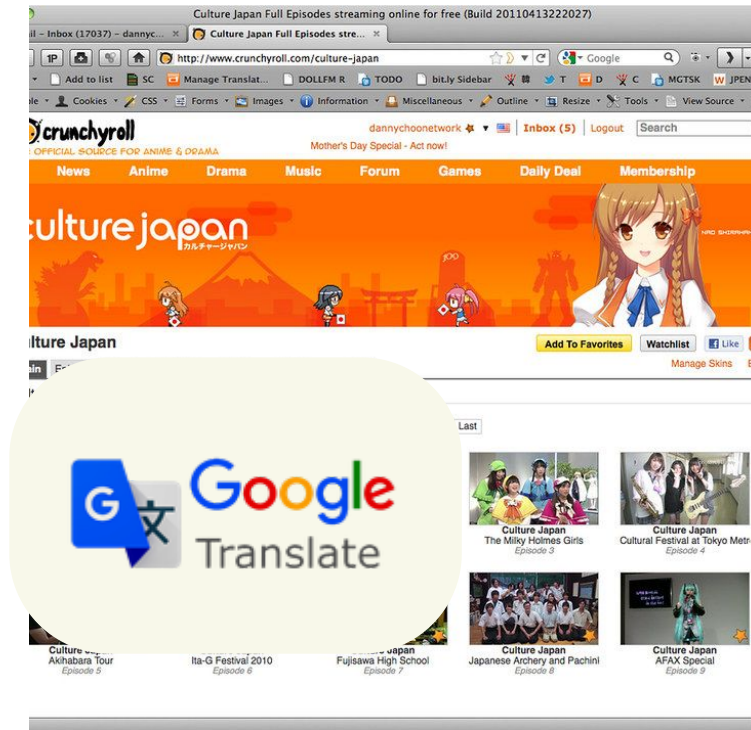 Culture Japan Full Episodes streaming online for free (Build 20110413222027)
il – Inbox (17037) – dannyc... × Culture Japan Full Episodes stre... ×
1P http://www.crunchyroll.com/culture-japan Google
Add to list SC Manage Translat... DOLLFM R TODO bit.ly Sidebar T D C MGTSK JPEN
Cookies CSS Forms Images Information Miscellaneous Outline Resize Tools View Source
crunchyroll dannychoonetwork Inbox (5) Logout Search
OFFICIAL SOURCE FOR ANIME & DRAMA Mother's Day Special - Act now!
News Anime Drama Music Forum Games Daily Deal Membership
culture japan
カルチャージャパン
lture Japan Add To Favorites Watchlist Like
Manage Skins
Last
Google
Translate
Culture Japan Culture Japan
The Milky Holmes Girls Cultural Festival at Tokyo Metr
Episode 3 Episode 4
Culture Japan Culture Japan
Akihabara Tour Ita-G Festival 2010 Fujisawa High School Japanese Archery and Pachinl AFAX Special
Episode 5 Episode 6 Episode 7 Episode 8 Episode 9